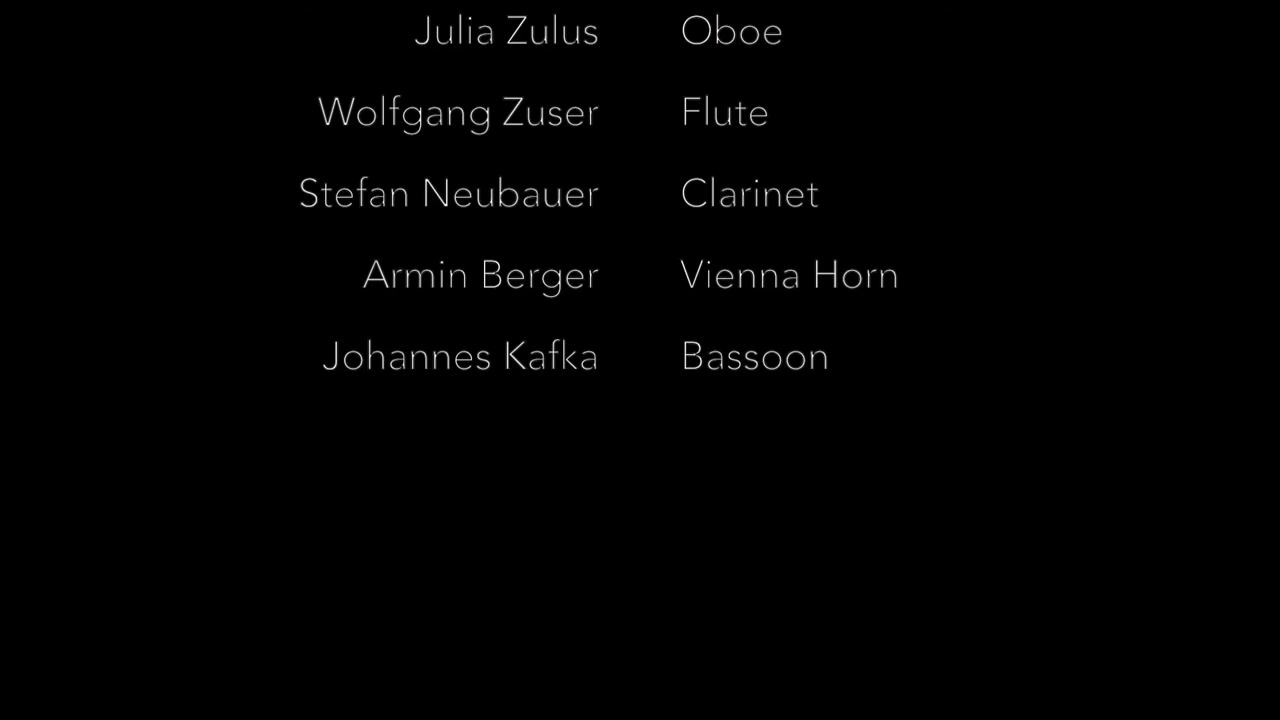 Julia Zulus Oboe
Wolfgang Zuser Flute
Stefan Neubauer Clarinet
Armin Berger Vienna Horn
Johannes Kafka Bassoon